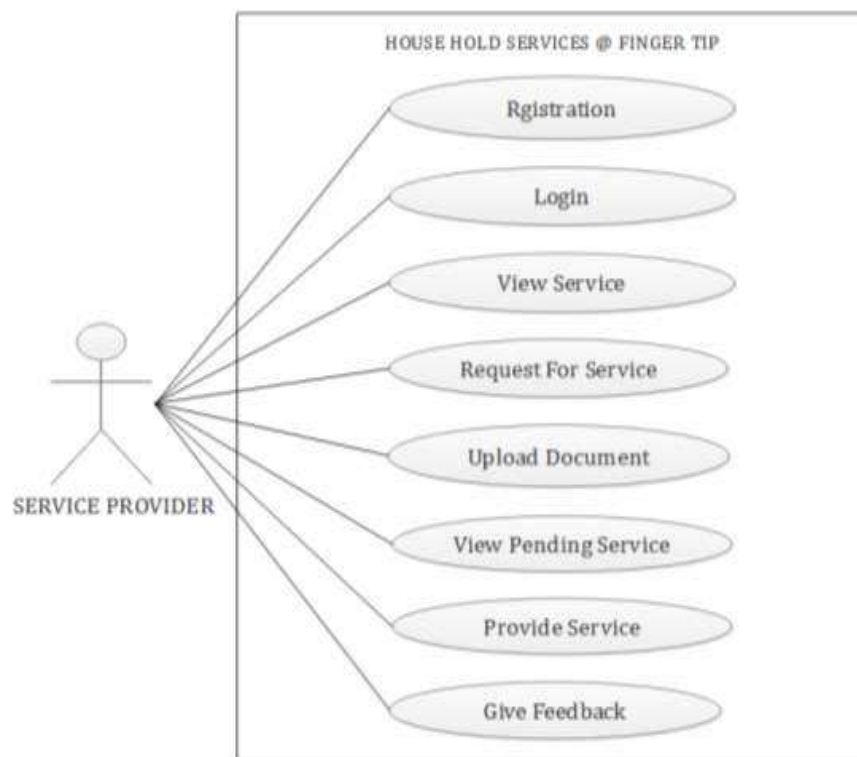 HOUSE HOLD SERVICES @ FINGER TIP
Rgistration
Login
View Service
Request For Service
Upload Document
View Pending Service
Provide Service
Give Feedback
SERVICE PROVIDER